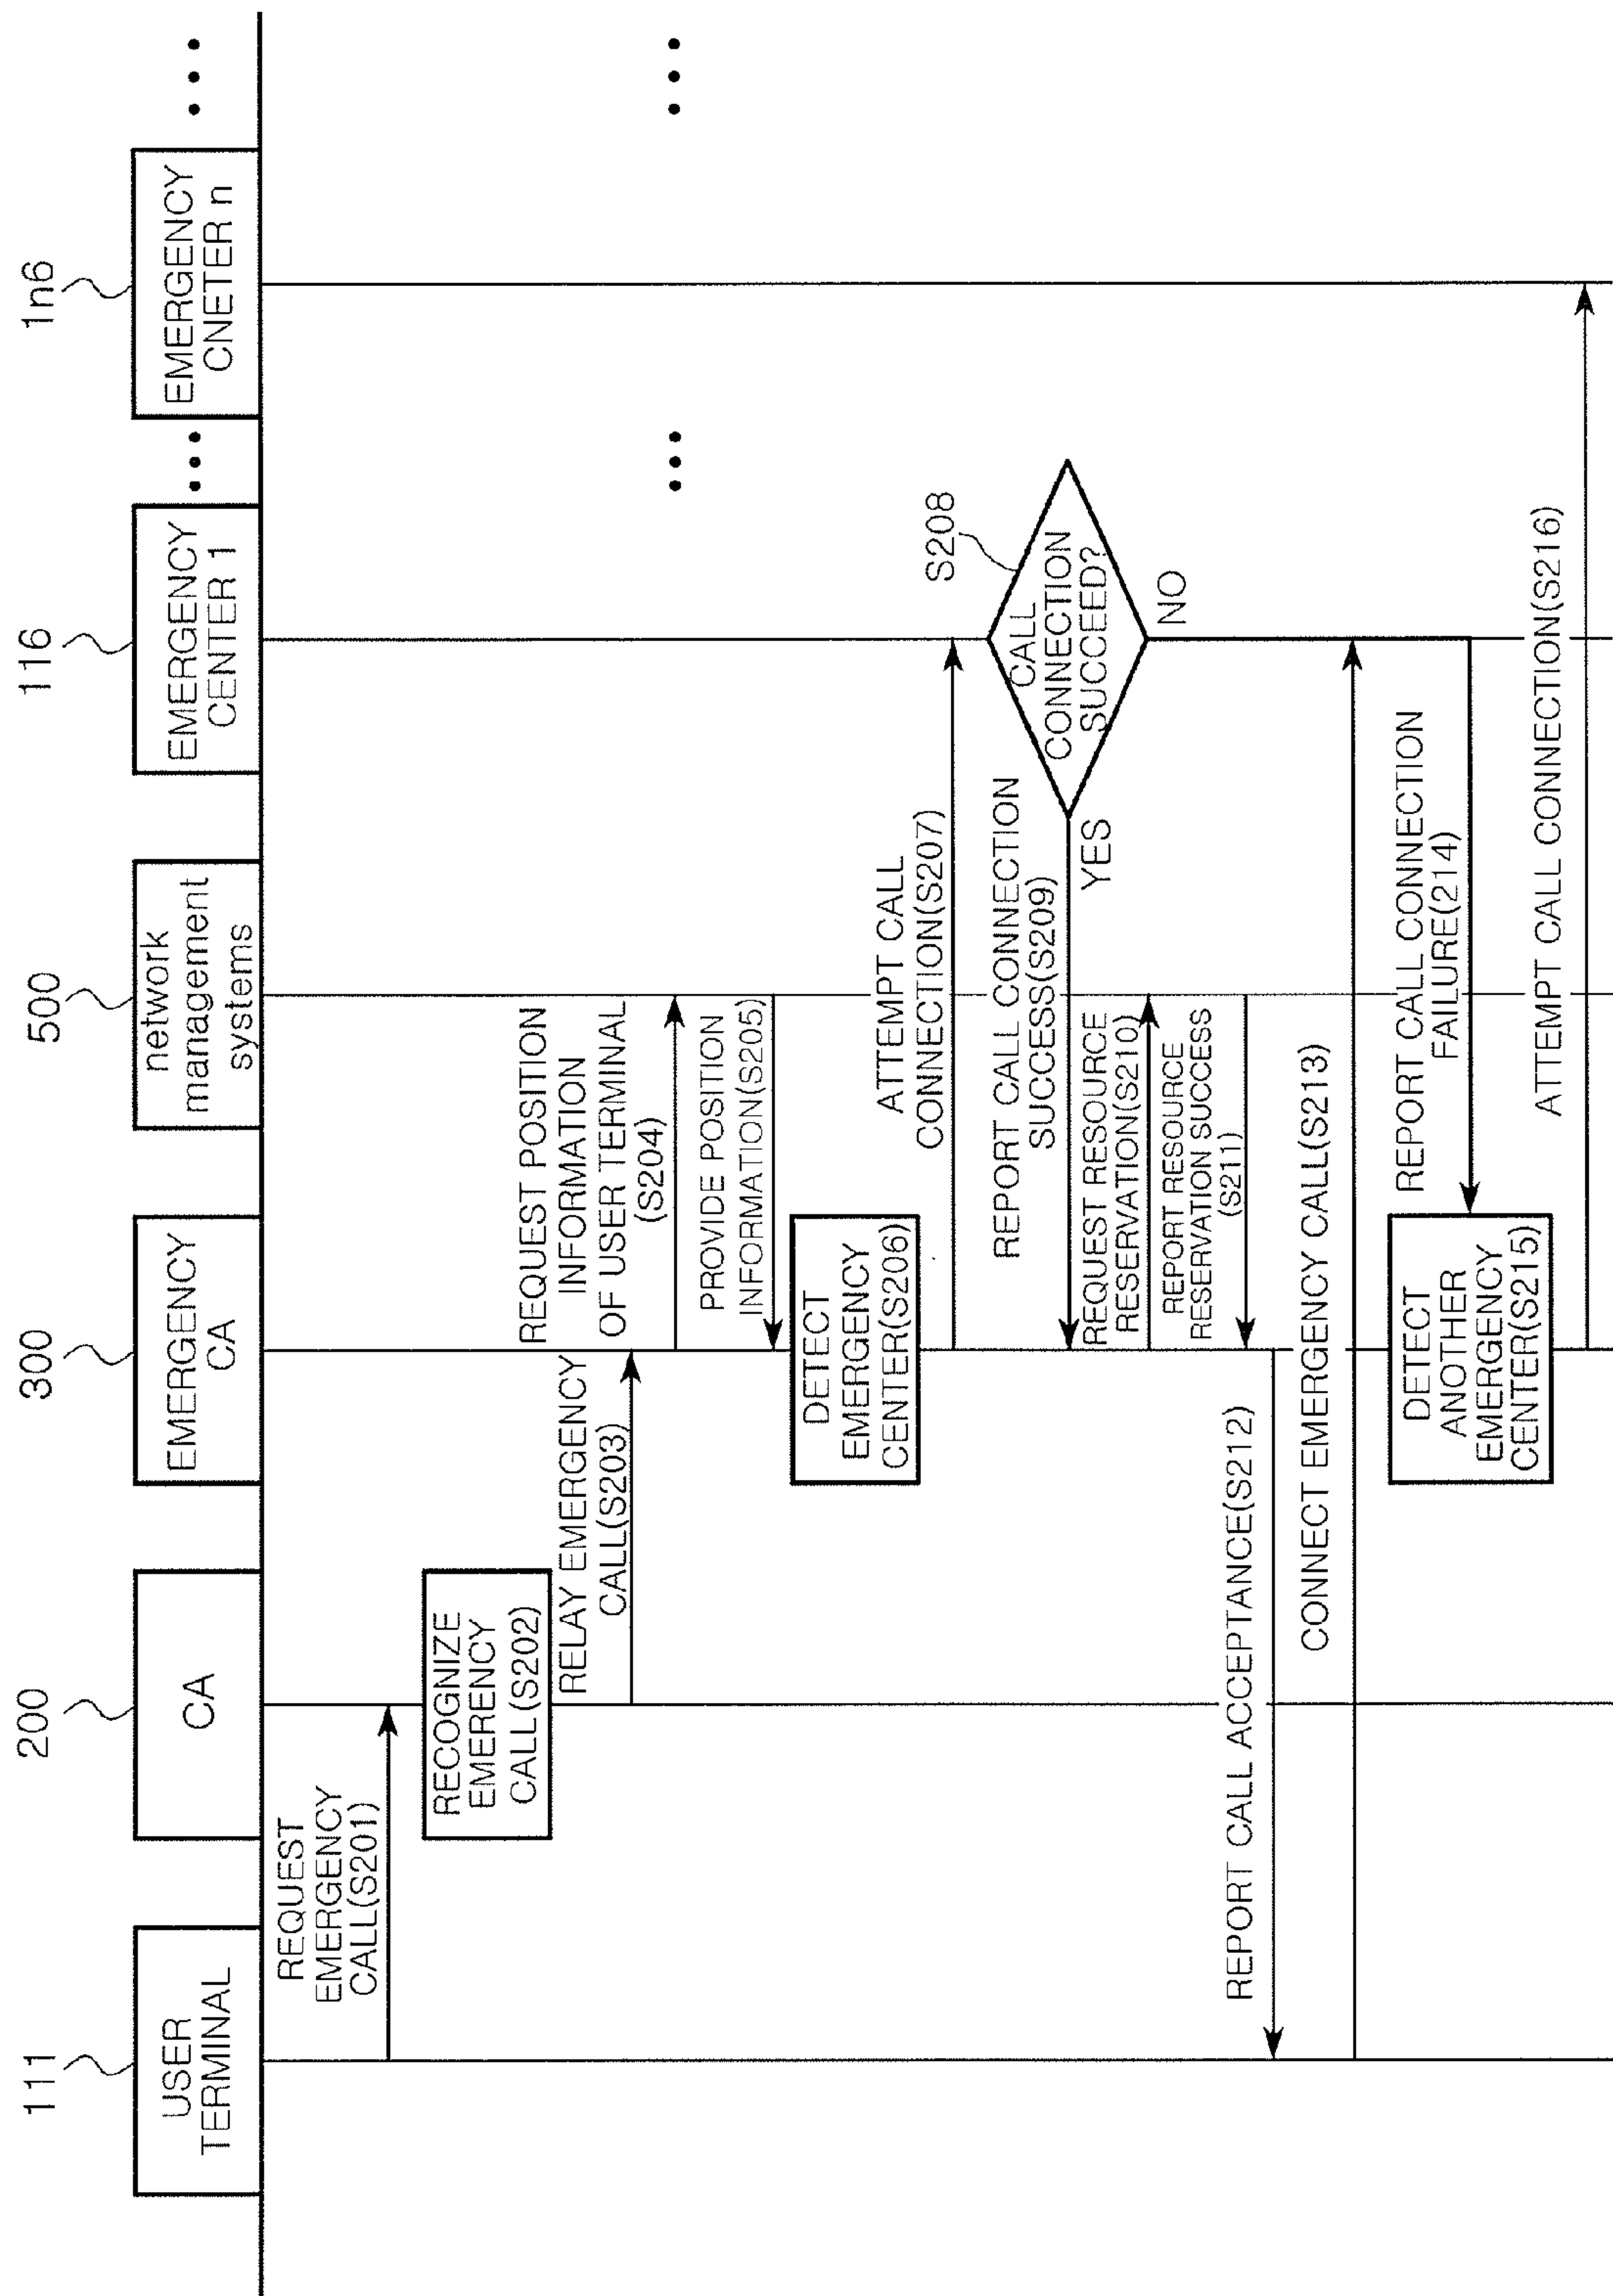 111
USER
TERMINAL
200
CA
300
EMERGENCY
CA
500
network
management
systems
116
EMERGENCY
CENTER 1
•••
1n6
EMERGENCY
CNETER n
•••
REQUEST
EMERGENCY
CALL(S201)
RECOGNIZE
EMERENCY
CALL(S202)
RELAY EMERGENCY
CALL(S203)
REQUEST POSITION
INFORMATION
OF USER TERMINAL
(S204)
•••
•••
PROVIDE POSITION
INFORMATION(S205)
DETECT
EMERGENCY
CENTER(S206)
ATTEMPT CALL
CONNECTION(S207)
S208
CALL
CONNECTION
SUCCEED?
YES
NO
REPORT CALL CONNECTION
SUCCESS(S209)
REQUEST RESOURCE
RESERVATION(S210)
REPORT RESOURCE
RESERVATION SUCCESS
(S211)
REPORT CALL ACCEPTANCE(S212)
CONNECT EMERGENCY CALL(S213)
REPORT CALL CONNECTION
FAILURE(214)
DETECT
ANOTHER
EMERGENCY
CENTER(S215)
ATTEMPT CALL CONNECTION(S216)